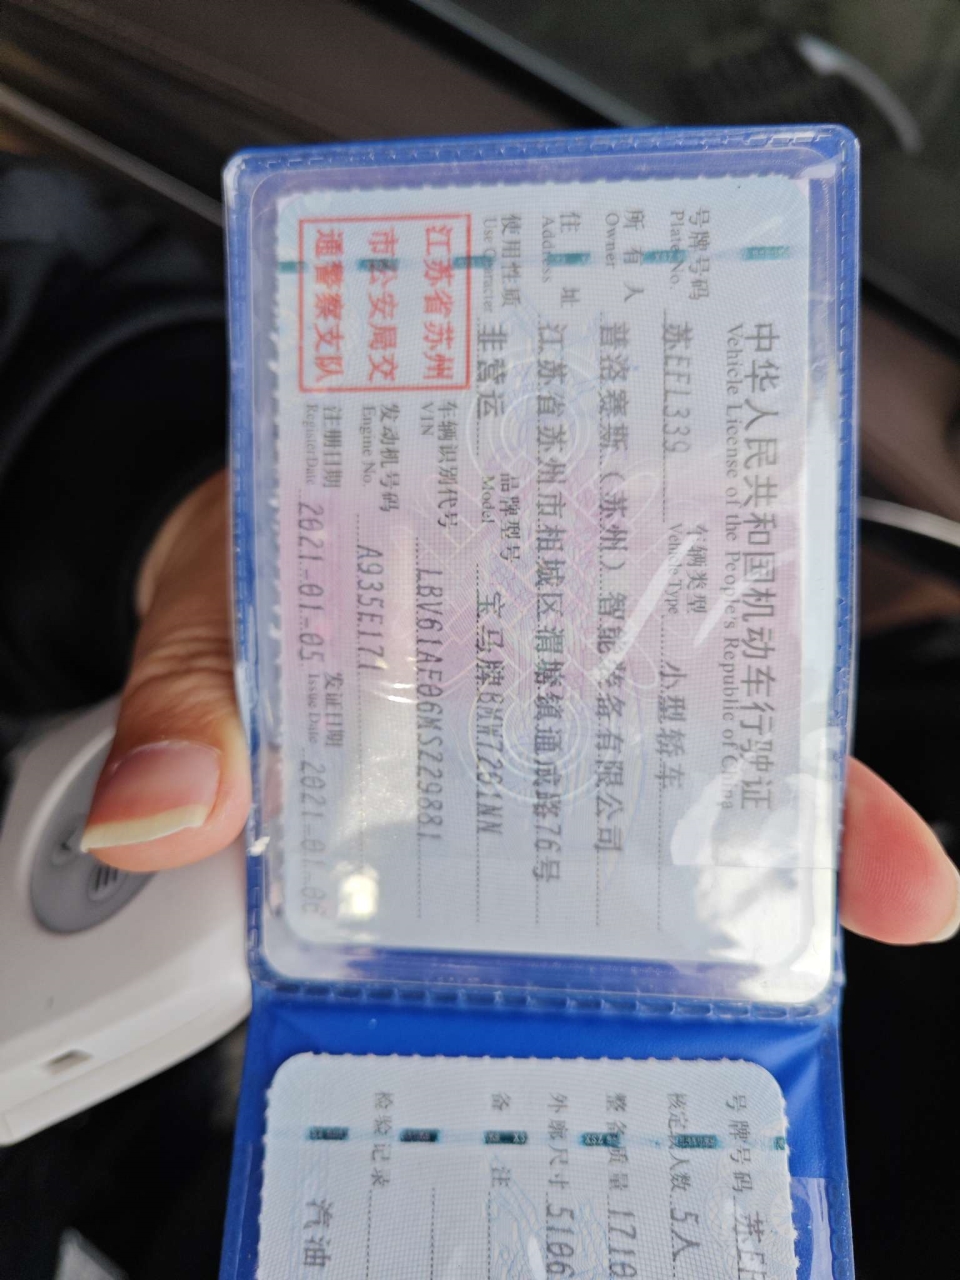 中华人民共和国机动车行驶证
Vehicle License of the People's Republic of China
号牌号码 苏EFL339 车辆类型 小型轿车
Plate No. Vehicle Type
所有人 普洛赛斯（苏州）智能装备有限公司
Owner
住址 江苏省苏州市相城区渭塘镇通咸路76号
Address
使用性质 非营运 品牌型号 宝马牌BMW7201NN
Use Character Model
江苏省苏州
市公安局交
通警察支队
车辆识别代号
VIN
发动机号码 A935E171
Engine No.
注册日期 2021-01-05 发证日期 2021-01-06
Register Date Issue Date
号牌号码
核定载人数 5人
整备质量 1710
外廓尺寸 5106
备注
检验记录
汽油